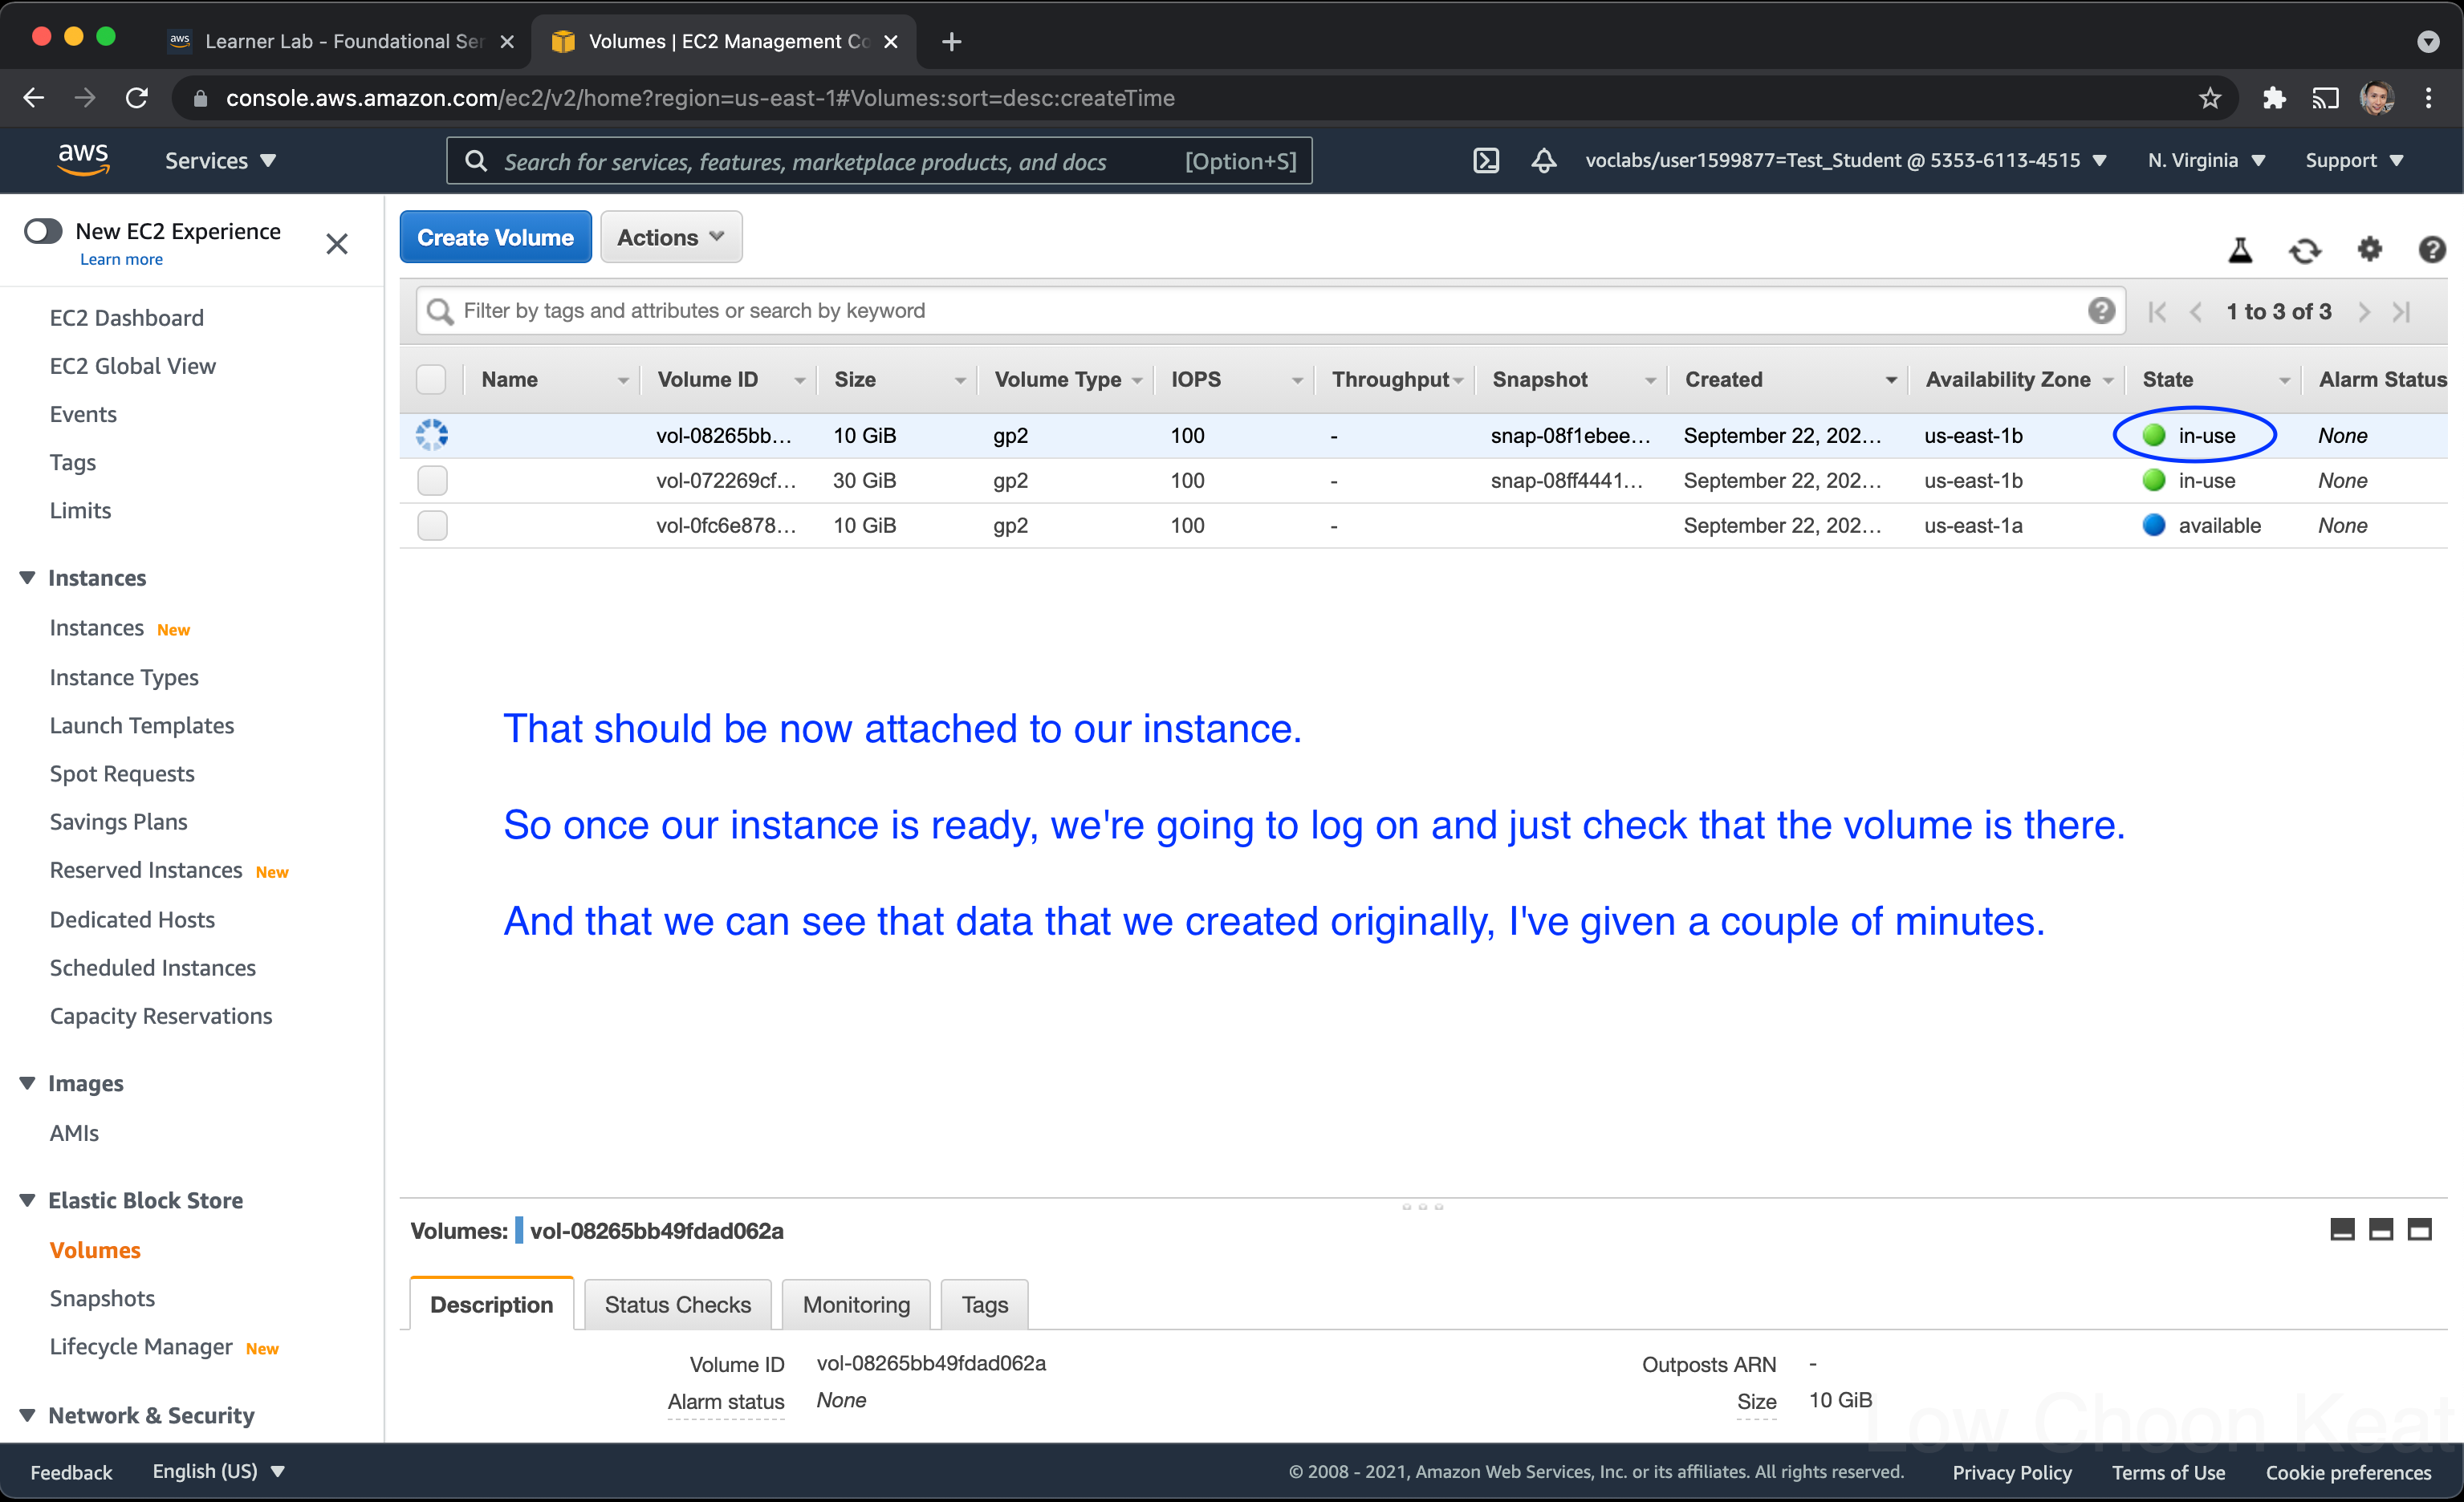 aws Learner Lab - Foundational Ser
Volumes | EC2 Management Co
console.aws.amazon.com/ec2/v2/home?region=us-east-1#Volumes:sort=desc:createTime
aws Services Search for services, features, marketplace products, and docs [Option+S] voclabs/user1599877=Test_Student @ 5353-6113-4515 N. Virginia Support
New EC2 Experience
Learn more
EC2 Dashboard
EC2 Global View
Events
Tags
Limits
Instances
Instances New
Instance Types
Launch Templates
Spot Requests
Savings Plans
Reserved Instances New
Dedicated Hosts
Scheduled Instances
Capacity Reservations
Images
AMIs
Elastic Block Store
Volumes
Snapshots
Lifecycle Manager New
Network & Security
Create Volume Actions
Filter by tags and attributes or search by keyword 1 to 3 of 3
Name Volume ID Size Volume Type IOPS Throughput Snapshot Created Availability Zone State Alarm Status
vol-08265bb... 10 GiB gp2 100 - snap-08f1ebee... September 22, 202... us-east-1b in-use None
vol-072269cf... 30 GiB gp2 100 - snap-08ff4441... September 22, 202... us-east-1b in-use None
vol-0fc6e878... 10 GiB gp2 100 - September 22, 202... us-east-1a available None
That should be now attached to our instance.
So once our instance is ready, we're going to log on and just check that the volume is there.
And that we can see that data that we created originally, I've given a couple of minutes.
Volumes: vol-08265bb49fdad062a
Description Status Checks Monitoring Tags
Volume ID vol-08265bb49fdad062a Outposts ARN -
Alarm status None Size 10 GiB
Low Choon Keat
Feedback English (US) © 2008 - 2021, Amazon Web Services, Inc. or its affiliates. All rights reserved. Privacy Policy Terms of Use Cookie preferences